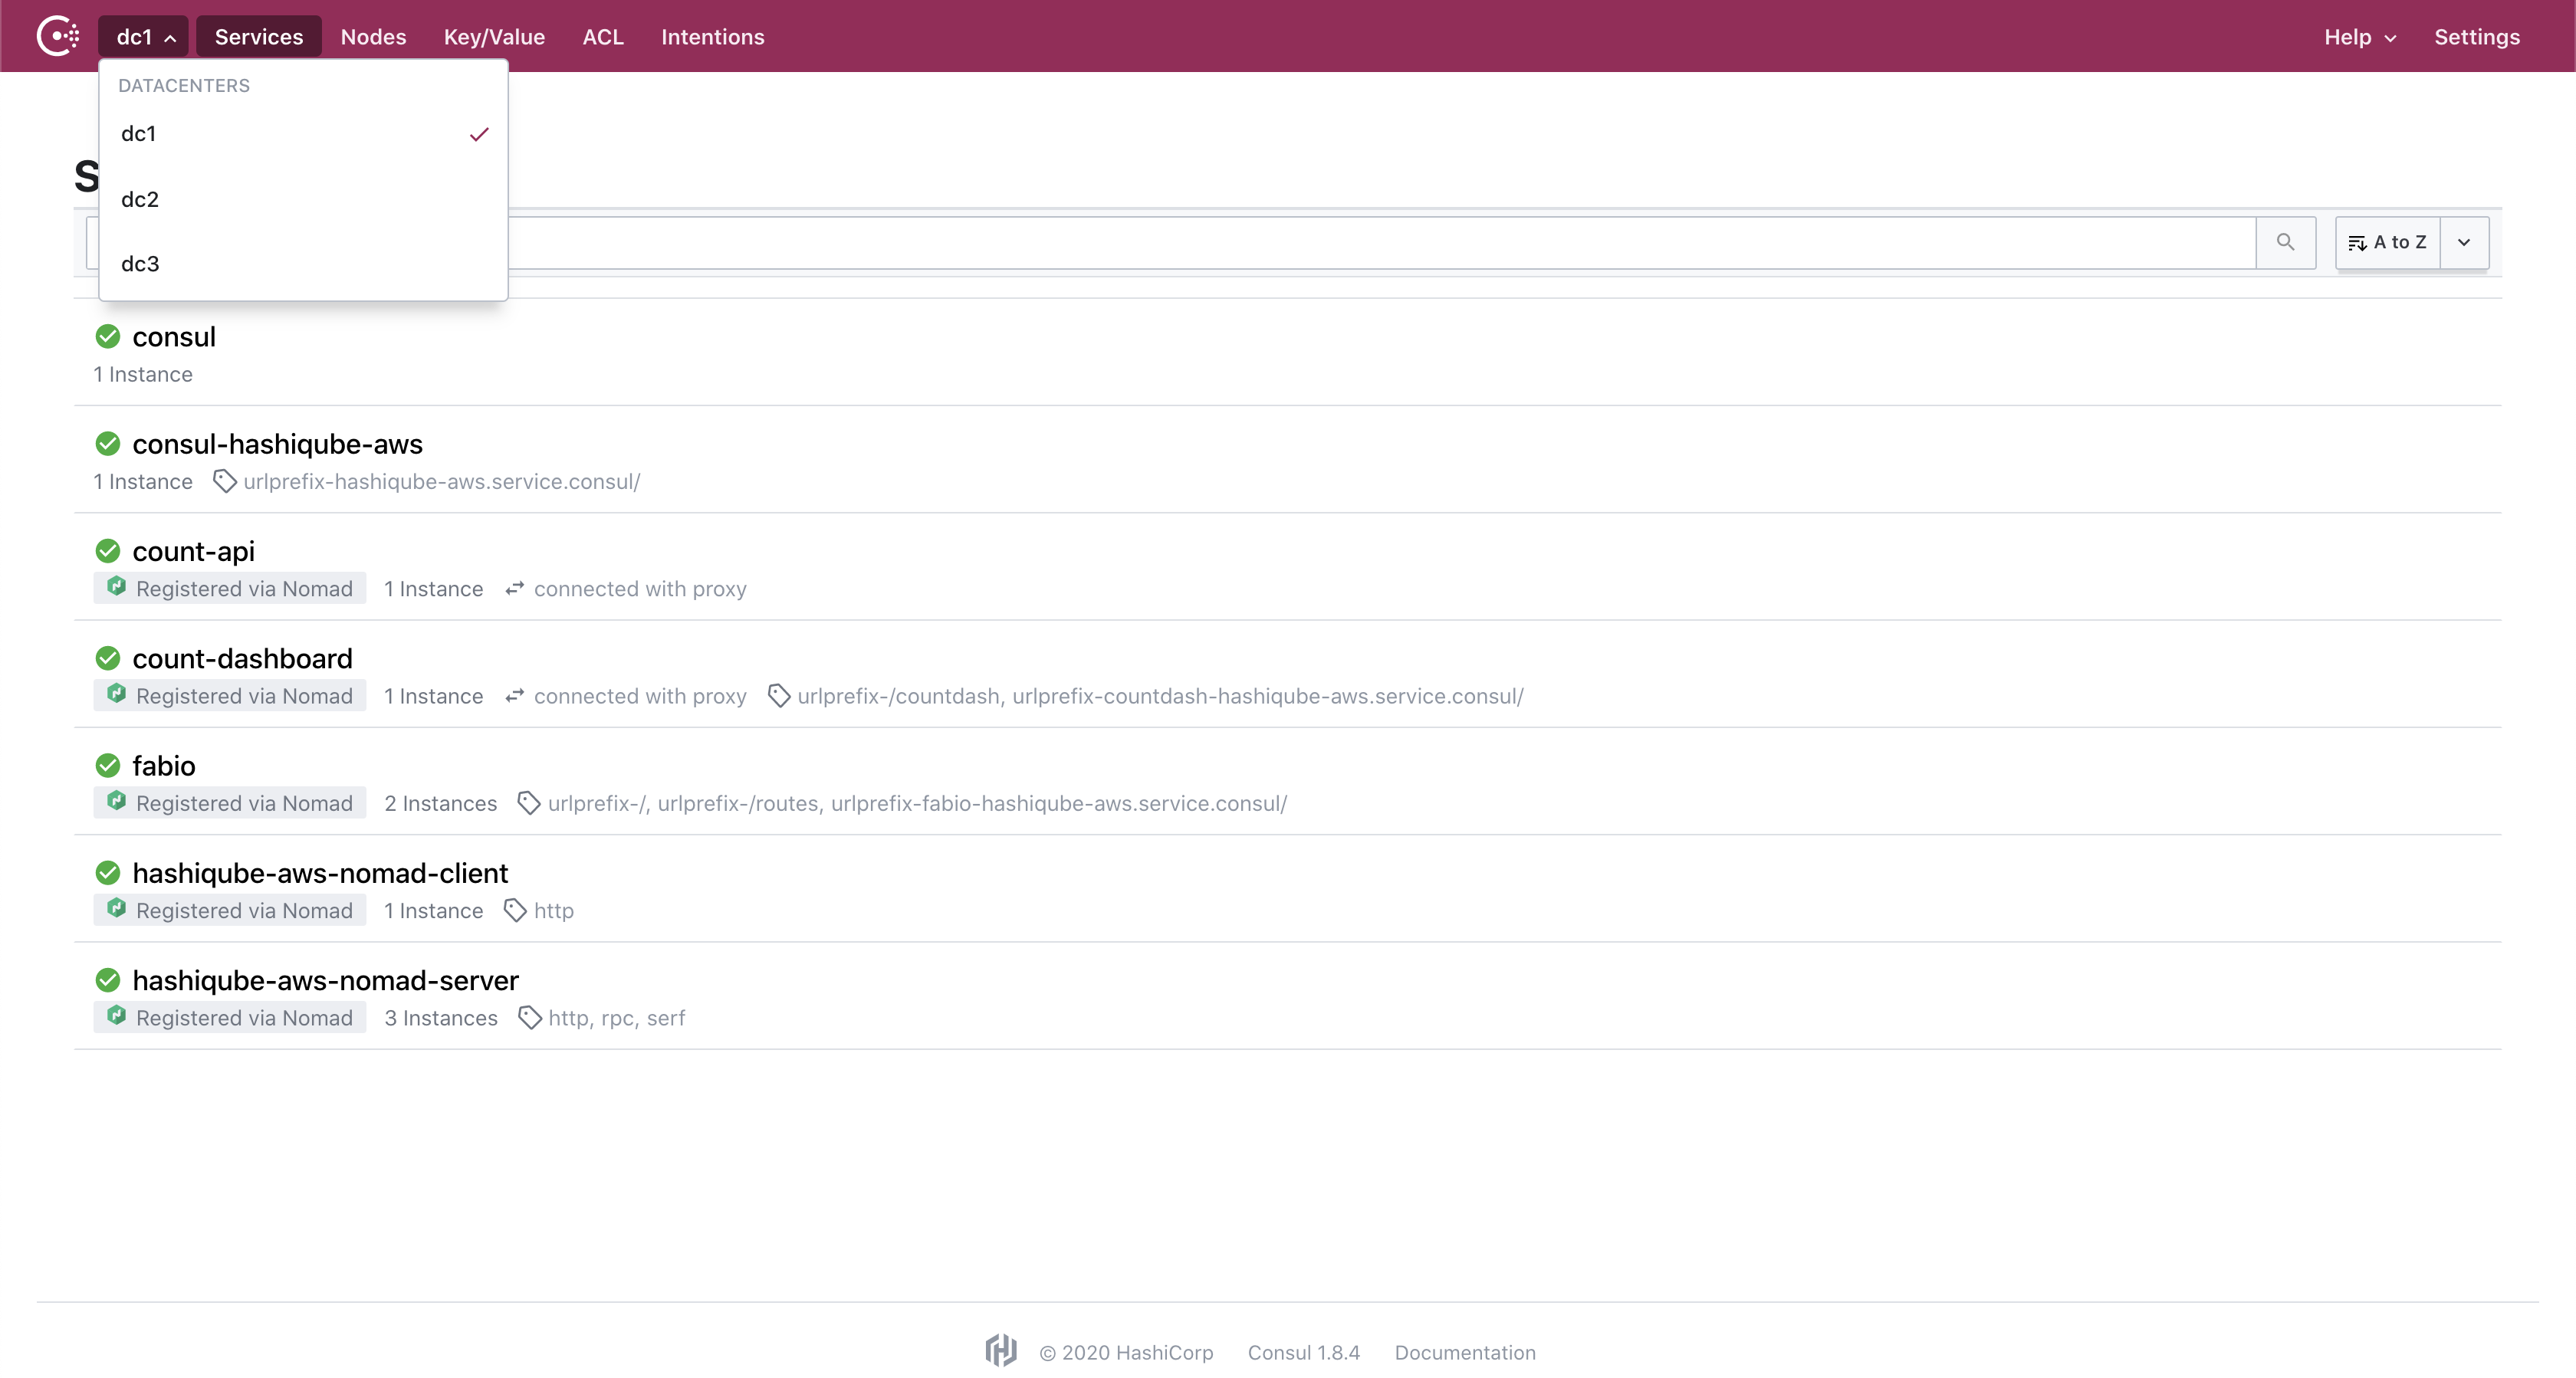 dc1 Services Nodes Key/Value ACL Intentions Help Settings
DATACENTERS
dc1
dc2
dc3
S
A to Z
consul
1 Instance
consul-hashiqube-aws
1 Instance urlprefix-hashiqube-aws.service.consul/
count-api
Registered via Nomad 1 Instance connected with proxy
count-dashboard
Registered via Nomad 1 Instance connected with proxy urlprefix-/countdash, urlprefix-countdash-hashiqube-aws.service.consul/
fabio
Registered via Nomad 2 Instances urlprefix-/, urlprefix-/routes, urlprefix-fabio-hashiqube-aws.service.consul/
hashiqube-aws-nomad-client
Registered via Nomad 1 Instance http
hashiqube-aws-nomad-server
Registered via Nomad 3 Instances http, rpc, serf
© 2020 HashiCorp Consul 1.8.4 Documentation